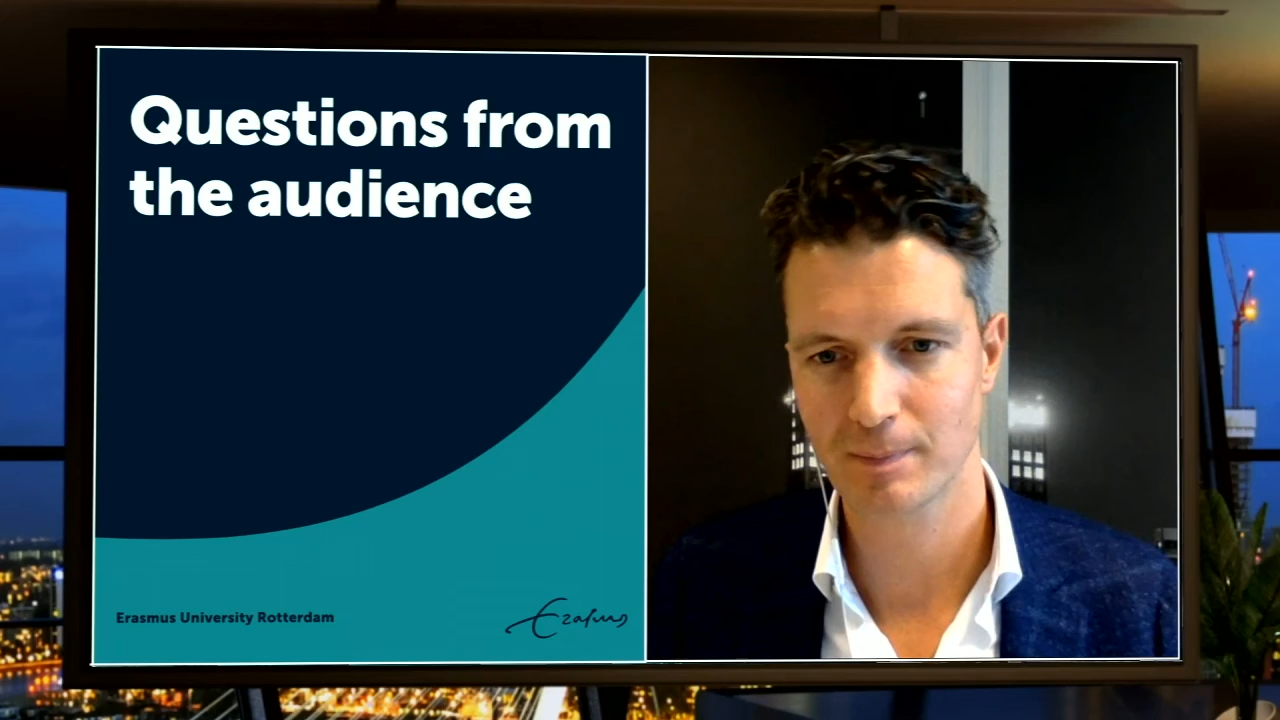 Questions from
the audience
Erasmus University Rotterdam
Erasmus